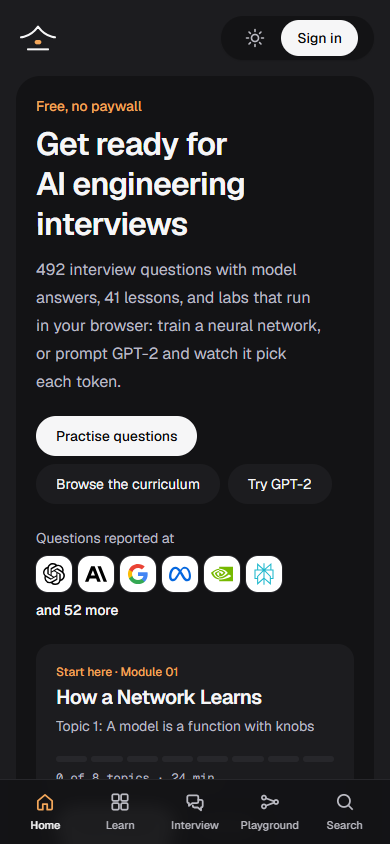 Sign in
Free, no paywall
Get ready for
AI engineering
interviews
492 interview questions with model
answers, 41 lessons, and labs that run
in your browser: train a neural network,
or prompt GPT-2 and watch it pick
each token.
Practise questions
Browse the curriculum
Try GPT-2
Questions reported at
and 52 more
Start here · Module 01
How a Network Learns
Topic 1: A model is a function with knobs
0 of 8 topics · 24 min
Home
Learn
Interview
Playground
Search